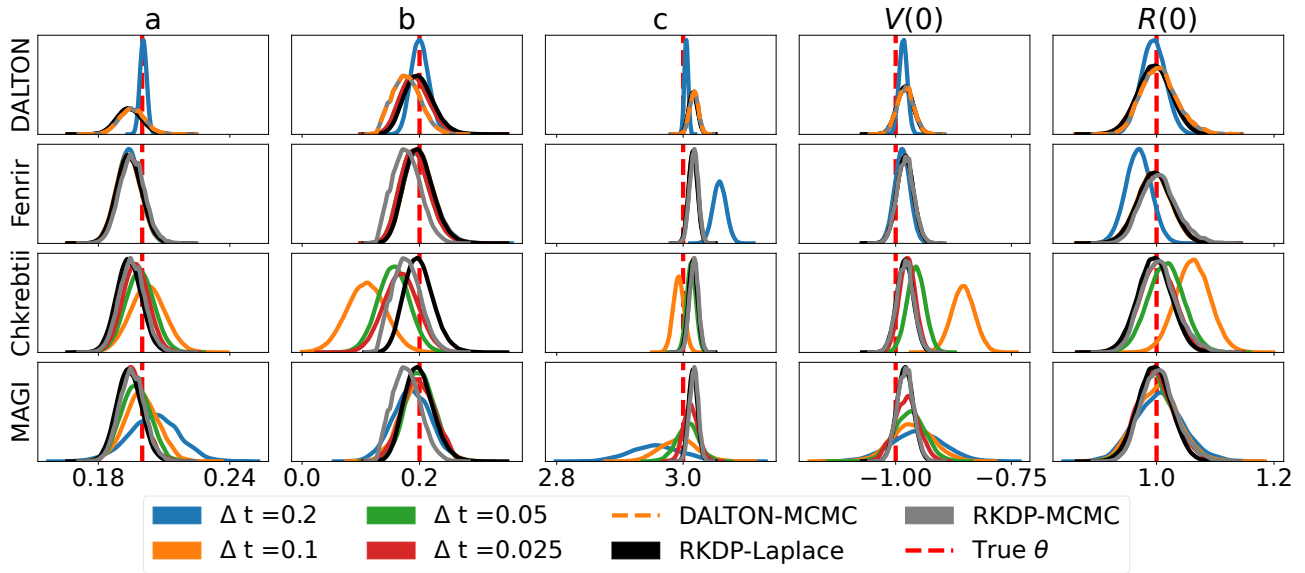 a b c V(0) R(0)
DALTON
Fenrir
Chkrebtii
MAGI
0.18 0.24 0.0 0.2 2.8 3.0 −1.00 −0.75 1.0 1.2
Δ t =0.2 Δ t =0.05 DALTON-MCMC RKDP-MCMC
Δ t =0.1 Δ t =0.025 RKDP-Laplace True θ